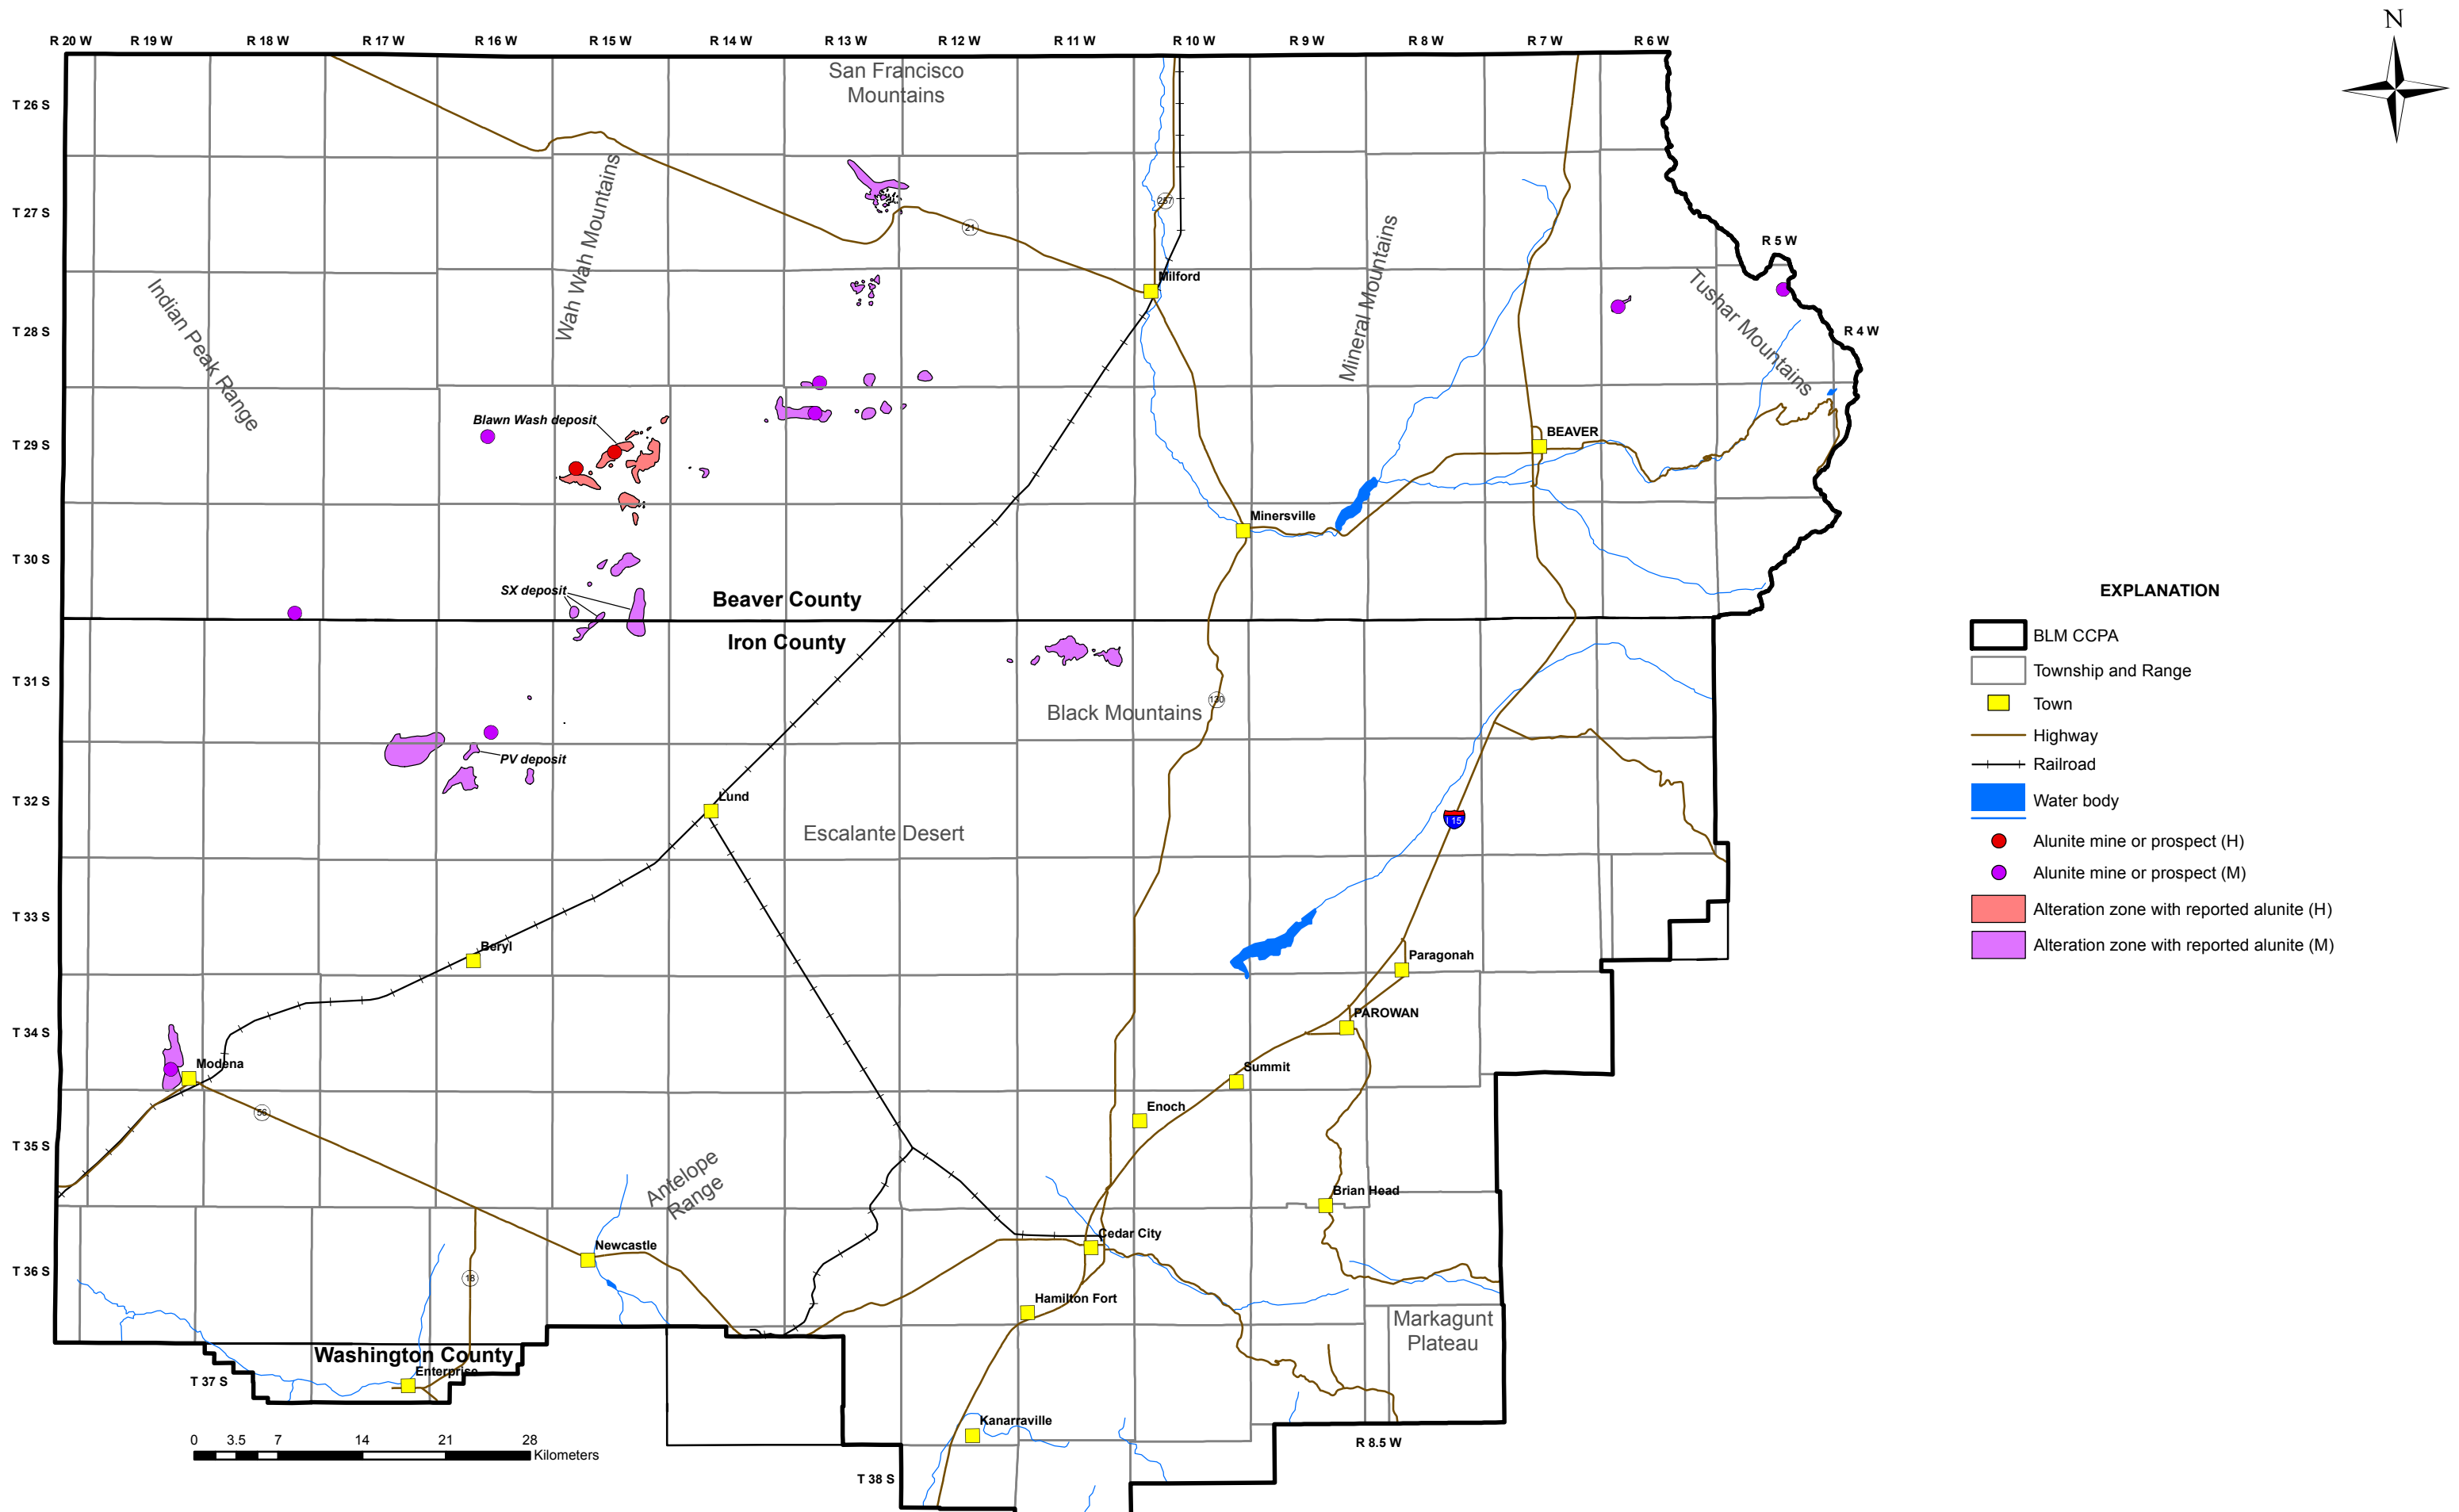 N
R 20 W R 19 W R 18 W R 17 W R 16 W R 15 W R 14 W R 13 W R 12 W R 11 W R 10 W R 9 W R 8 W R 7 W R 6 W
San Francisco
Mountains
T 26 S
Wah Wah Mountains
T 27 S
257
21
Mineral Mountains
R 5 W
Milford
Indian Peak Range
Tushar Mountains
T 28 S
R 4 W
Blawn Wash deposit
BEAVER
T 29 S
Minersville
T 30 S
SX deposit
Beaver County
Iron County
T 31 S
130
Black Mountains
PV deposit
Lund
T 32 S
Escalante Desert
I 15
T 33 S
Beryl
Paragonah
PAROWAN
T 34 S
Modena
Summit
56
Enoch
T 35 S
Antelope
Range
Brian Head
Newcastle
Cedar City
T 36 S
18
Hamilton Fort
Markagunt
Plateau
Washington County
Enterprise
T 37 S
Kanarraville
R 8.5 W
T 38 S
0 3.5 7 14 21 28
Kilometers
EXPLANATION
BLM CCPA
Township and Range
Town
Highway
Railroad
Water body
Alunite mine or prospect (H)
Alunite mine or prospect (M)
Alteration zone with reported alunite (H)
Alteration zone with reported alunite (M)